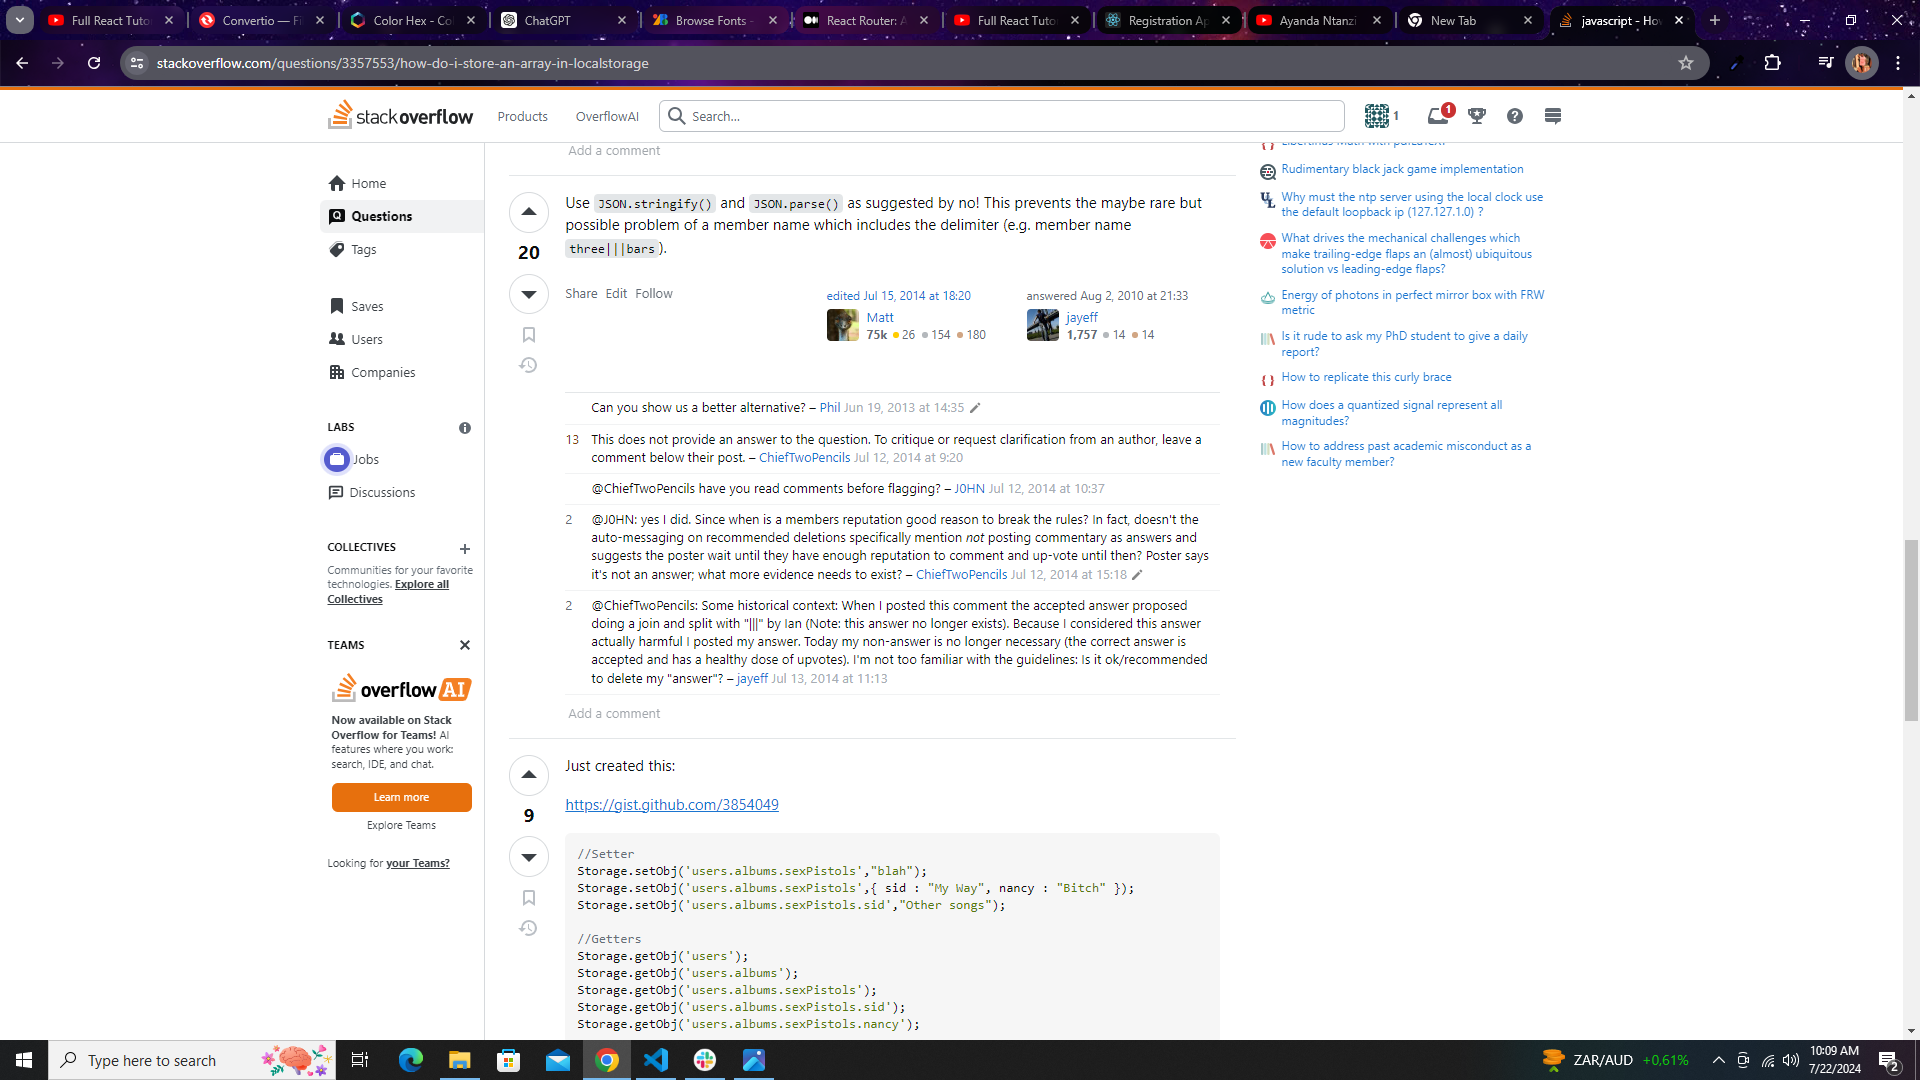 Full React Tuto
Convertio — Fi
Color Hex - Co
ChatGPT
Browse Fonts -
React Router: A
Full React Tuto
Registration Ap
Ayanda Ntanzi
New Tab
javascript - How
stackoverflow.com/questions/3357553/how-do-i-store-an-array-in-localstorage
stackoverflow
Products
OverflowAI
Search...
1
1
Home
Questions
Tags
Saves
Users
Companies
LABS
Jobs
Discussions
COLLECTIVES
Communities for your favorite
technologies. Explore all
Collectives
TEAMS
overflow AI
Now available on Stack
Overflow for Teams! AI
features where you work:
search, IDE, and chat.
Learn more
Explore Teams
Looking for your Teams?
Add a comment
20
Use JSON.stringify() and JSON.parse() as suggested by no! This prevents the maybe rare but
possible problem of a member name which includes the delimiter (e.g. member name
three|||bars).
Share Edit Follow
edited Jul 15, 2014 at 18:20
Matt
75k 26 154 180
answered Aug 2, 2010 at 21:33
jayeff
1,757 14 14
Can you show us a better alternative? – Phil Jun 19, 2013 at 14:35
13 This does not provide an answer to the question. To critique or request clarification from an author, leave a
comment below their post. – ChiefTwoPencils Jul 12, 2014 at 9:20
@ChiefTwoPencils have you read comments before flagging? – J0HN Jul 12, 2014 at 10:37
2 @J0HN: yes I did. Since when is a members reputation good reason to break the rules? In fact, doesn't the
auto-messaging on recommended deletions specifically mention not posting commentary as answers and
suggests the poster wait until they have enough reputation to comment and up-vote until then? Poster says
it's not an answer; what more evidence needs to exist? – ChiefTwoPencils Jul 12, 2014 at 15:18
2 @ChiefTwoPencils: Some historical context: When I posted this comment the accepted answer proposed
doing a join and split with "|||" by Ian (Note: this answer no longer exists). Because I considered this answer
actually harmful I posted my answer. Today my non-answer is no longer necessary (the correct answer is
accepted and has a healthy dose of upvotes). I'm not too familiar with the guidelines: Is it ok/recommended
to delete my "answer"? – jayeff Jul 13, 2014 at 11:13
Add a comment
9
Just created this:
https://gist.github.com/3854049
//Setter
Storage.setObj('users.albums.sexPistols',"blah");
Storage.setObj('users.albums.sexPistols',{ sid : "My Way", nancy : "Bitch" });
Storage.setObj('users.albums.sexPistols.sid',"Other songs");
//Getters
Storage.getObj('users');
Storage.getObj('users.albums');
Storage.getObj('users.albums.sexPistols');
Storage.getObj('users.albums.sexPistols.sid');
Storage.getObj('users.albums.sexPistols.nancy');
Libertinus Math with pdfLaTeX?
Rudimentary black jack game implementation
Why must the ntp server using the local clock use
the default loopback ip (127.127.1.0) ?
What drives the mechanical challenges which
make trailing-edge flaps an (almost) ubiquitous
solution vs leading-edge flaps?
Energy of photons in perfect mirror box with FRW
metric
Is it rude to ask my PhD student to give a daily
report?
How to replicate this curly brace
How does a quantized signal represent all
magnitudes?
How to address past academic misconduct as a
new faculty member?
Type here to search
ZAR/AUD +0,61%
10:09 AM
7/22/2024
2